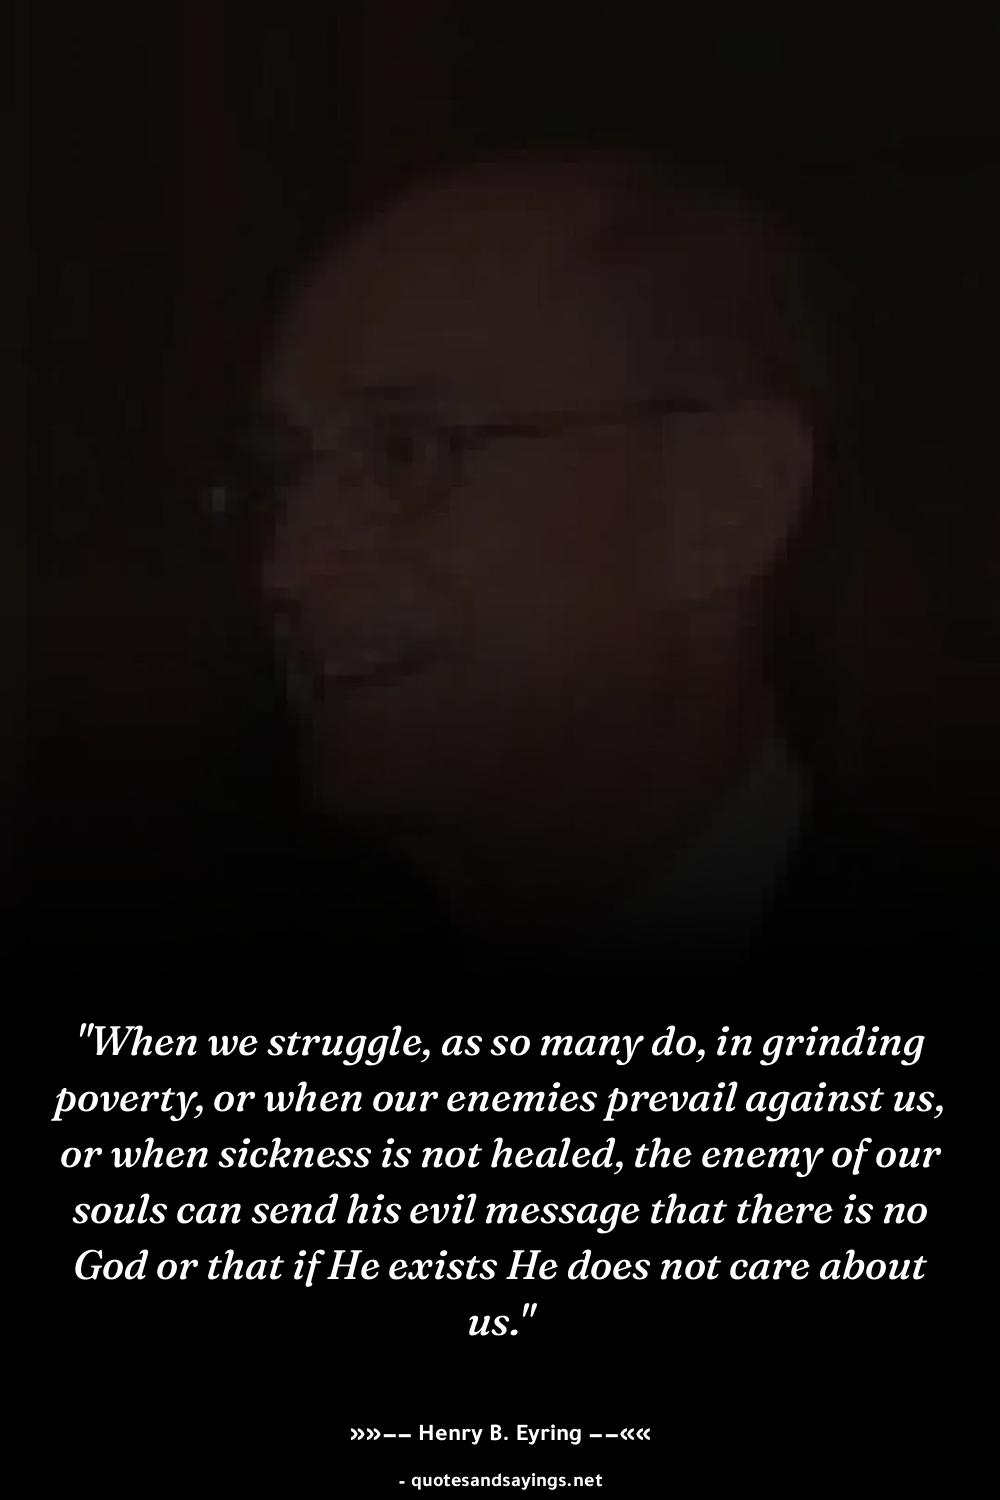 "When we struggle, as so many do, in grinding
poverty, or when our enemies prevail against us,
or when sickness is not healed, the enemy of our
souls can send his evil message that there is no
God or that if He exists He does not care about
us."
»»-- Henry B. Eyring --««
- quotesandsayings.net